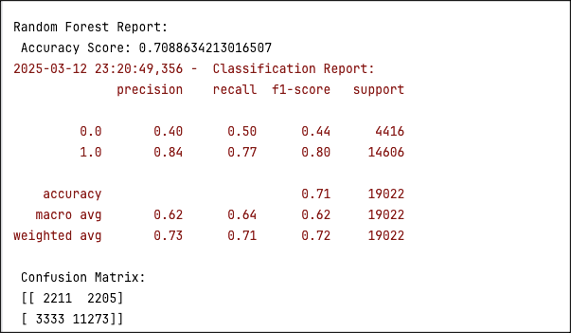 Random Forest Report:
Accuracy Score: 0.7088634213016507
2025-03-12 23:20:49,356 - Classification Report:
precision recall f1-score support
0.0 0.40 0.50 0.44 4416
1.0 0.84 0.77 0.80 14606
accuracy 0.71 19022
macro avg 0.62 0.64 0.62 19022
weighted avg 0.73 0.71 0.72 19022
Confusion Matrix:
[[ 2211 2205]
[ 3333 11273]]